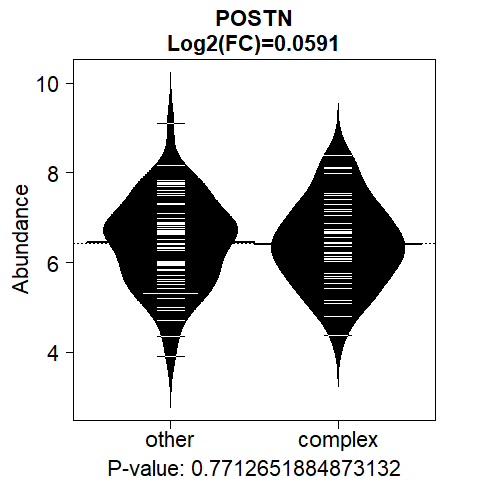 POSTN
Log2(FC)=0.0591
10
8
6
4
Abundance
other complex
P-value: 0.7712651884873132